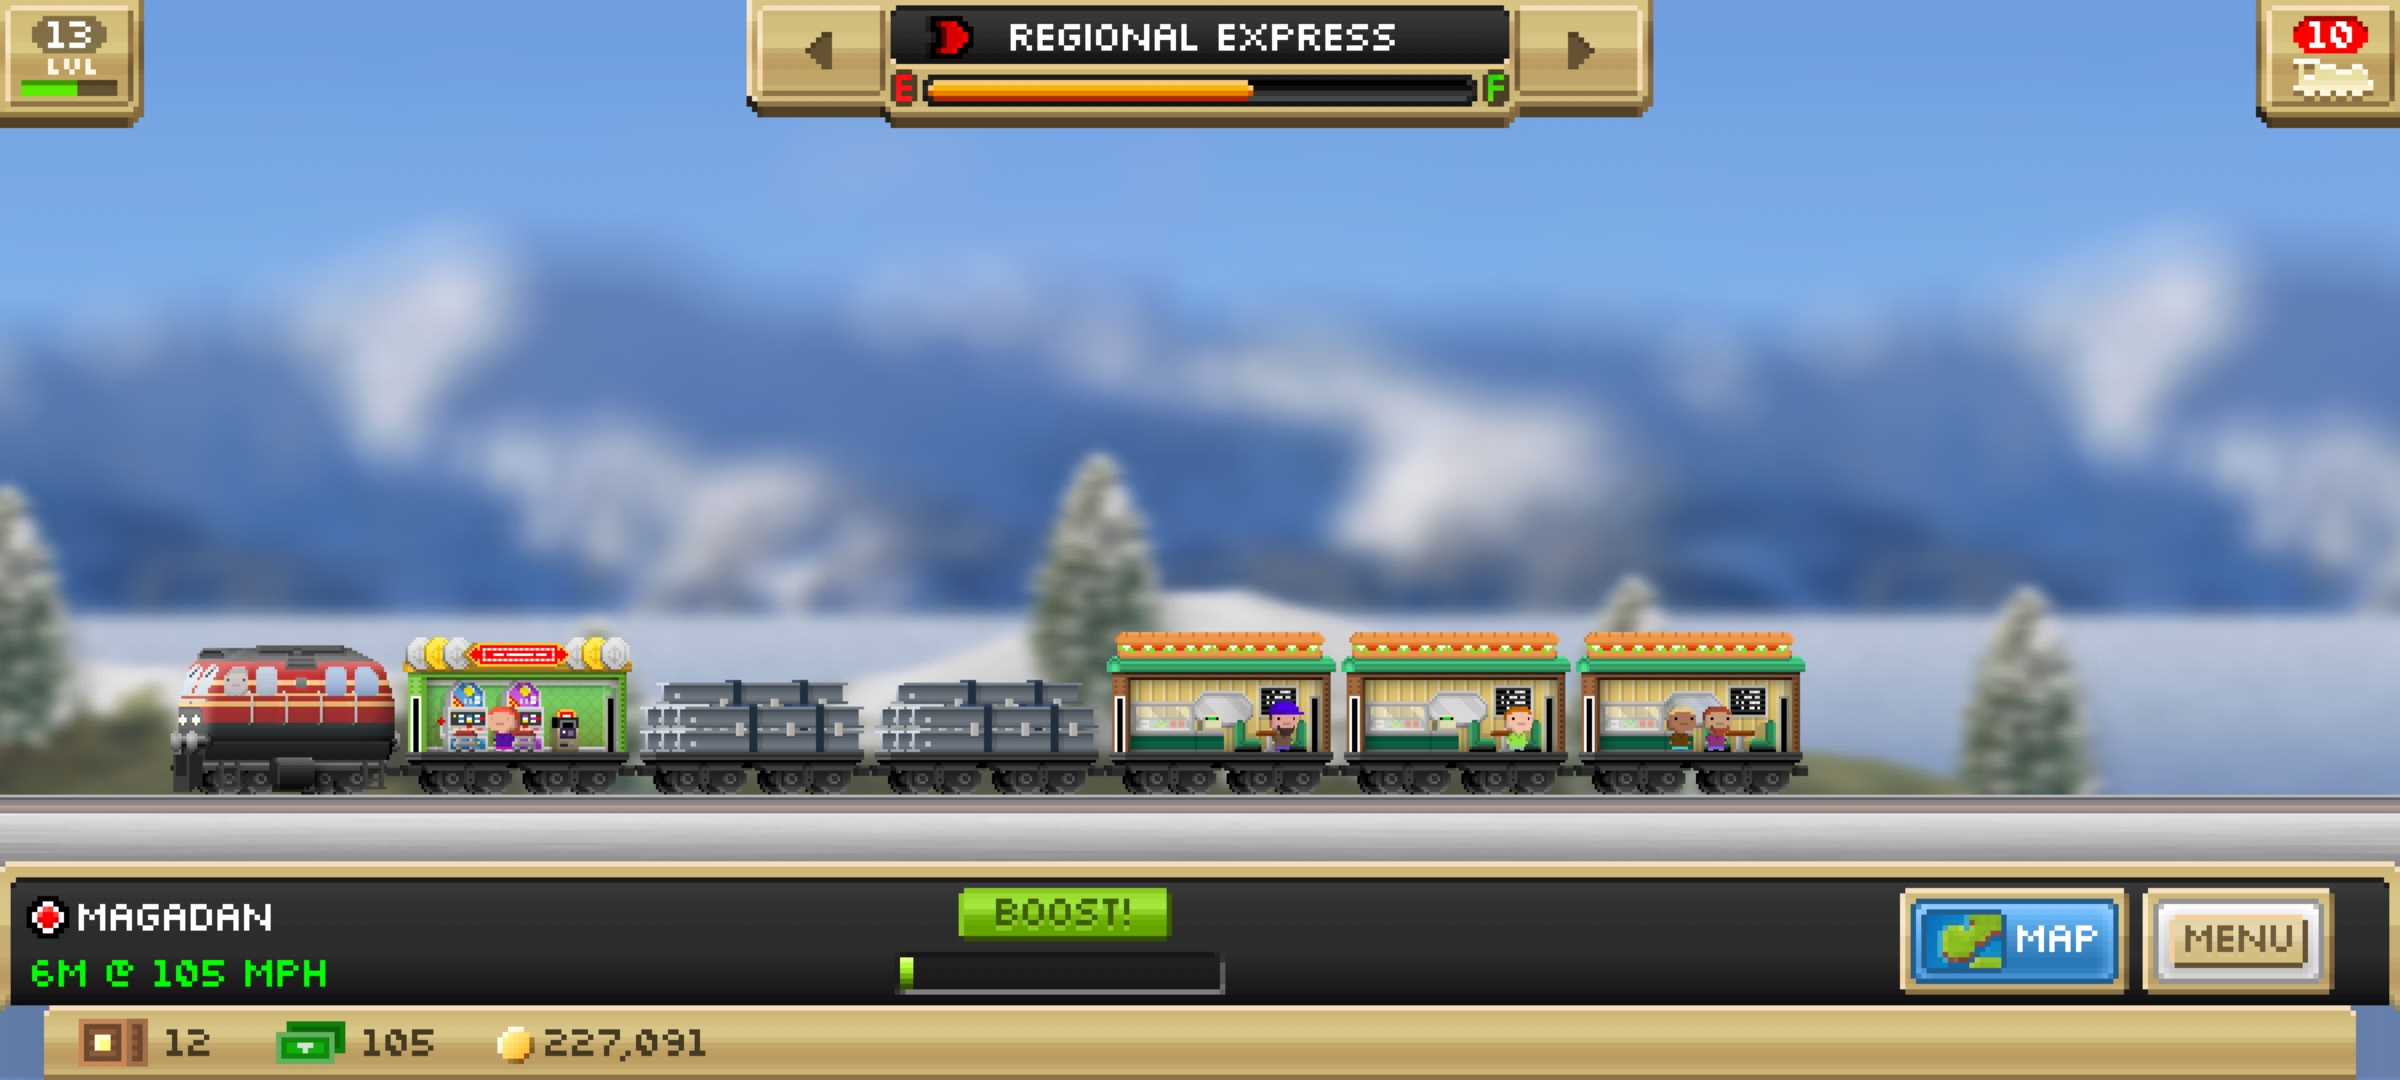 13
LVL
REGIONAL EXPRESS
E F
10
MAGADAN
6M @ 105 MPH
BOOST!
MAP
MENU
12
105
227,091